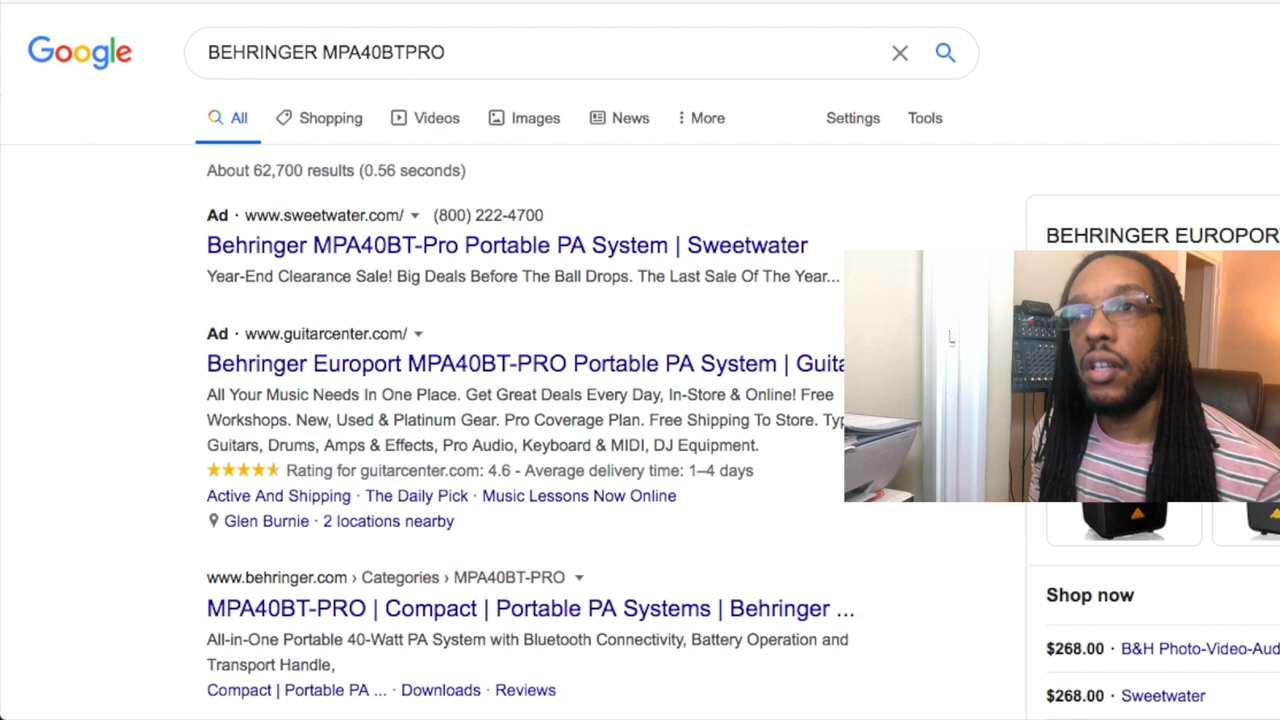 Google
BEHRINGER MPA40BTPRO
All
Shopping
Videos
Images
News
More
Settings
Tools
About 62,700 results (0.56 seconds)
Ad · www.sweetwater.com/ (800) 222-4700
Behringer MPA40BT-Pro Portable PA System | Sweetwater
Year-End Clearance Sale! Big Deals Before The Ball Drops. The Last Sale Of The Year...
Ad · www.guitarcenter.com/
Behringer Europort MPA40BT-PRO Portable PA System | Guita
All Your Music Needs In One Place. Get Great Deals Every Day, In-Store & Online! Free
Workshops. New, Used & Platinum Gear. Pro Coverage Plan. Free Shipping To Store. Typ
Guitars, Drums, Amps & Effects, Pro Audio, Keyboard & MIDI, DJ Equipment.
Rating for guitarcenter.com: 4.6 - Average delivery time: 1–4 days
Active And Shipping · The Daily Pick · Music Lessons Now Online
Glen Burnie · 2 locations nearby
www.behringer.com › Categories › MPA40BT-PRO
MPA40BT-PRO | Compact | Portable PA Systems | Behringer ...
All-in-One Portable 40-Watt PA System with Bluetooth Connectivity, Battery Operation and
Transport Handle,
Compact | Portable PA ... · Downloads · Reviews
BEHRINGER EUROPORT
Shop now
$268.00 · B&H Photo-Video-Aud
$268.00 · Sweetwater